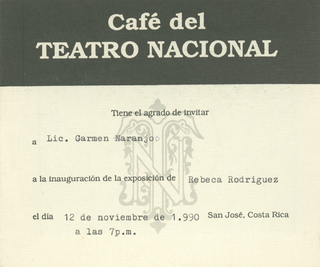 Café del
TEATRO NACIONAL
Tiene el agrado de invitar
a Lic. Carmen Naranjo
a la inauguración de la exposición de Rebeca Rodríguez
el día 12 de noviembre de 1.990 San José, Costa Rica
a las 7p.m.